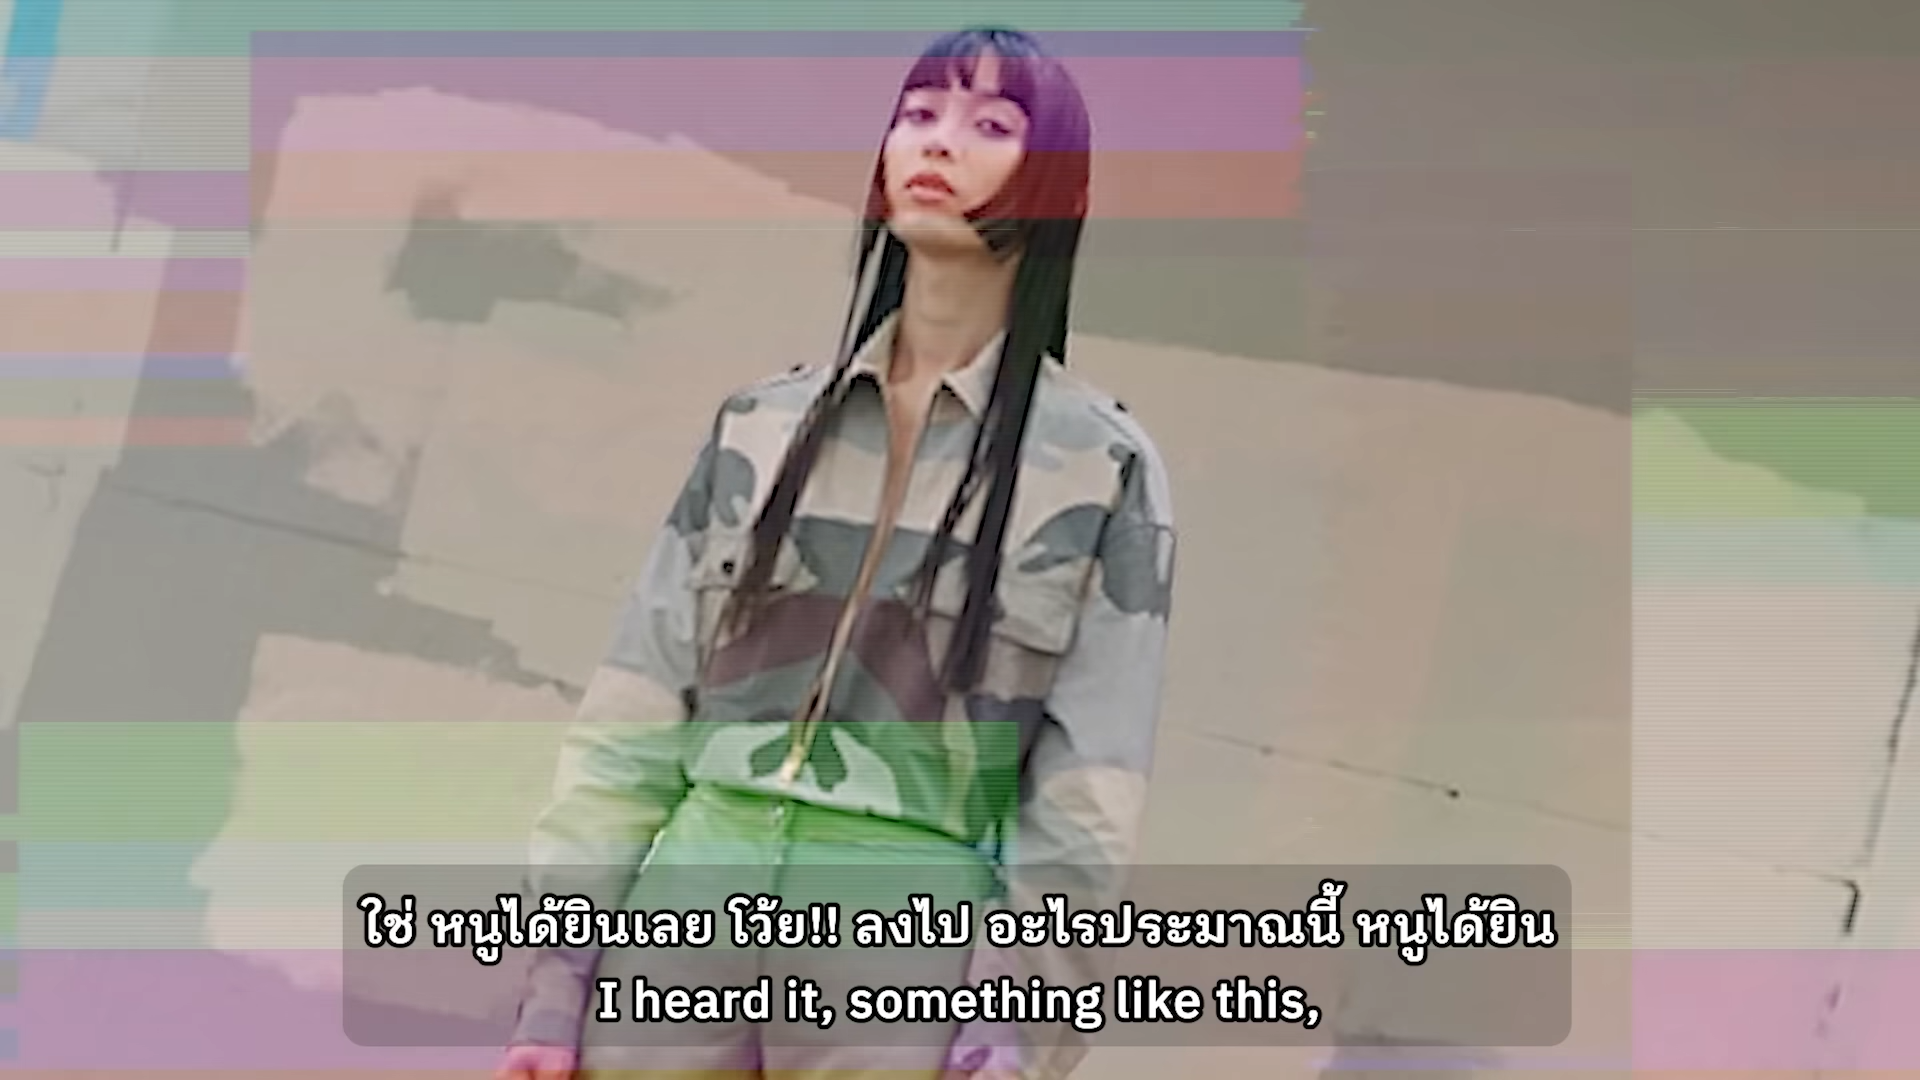 ใช่ หนูได้ยินเลย โว้ย!! ลงไป อะไรประมาณนี้ หนูได้ยิน
I heard it, something like this,